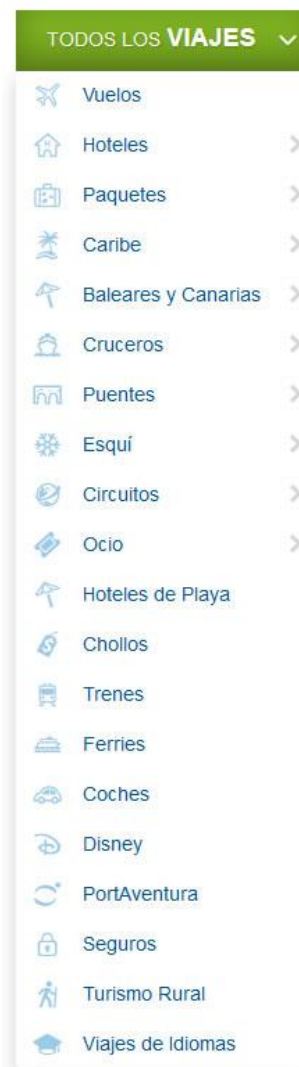 TODOS LOS VIAJES
Vuelos
Hoteles
Paquetes
Caribe
Baleares y Canarias
Cruceros
Puentes
Esquí
Circuitos
Ocio
Hoteles de Playa
Chollos
Trenes
Ferries
Coches
Disney
PortAventura
Seguros
Turismo Rural
Viajes de Idiomas